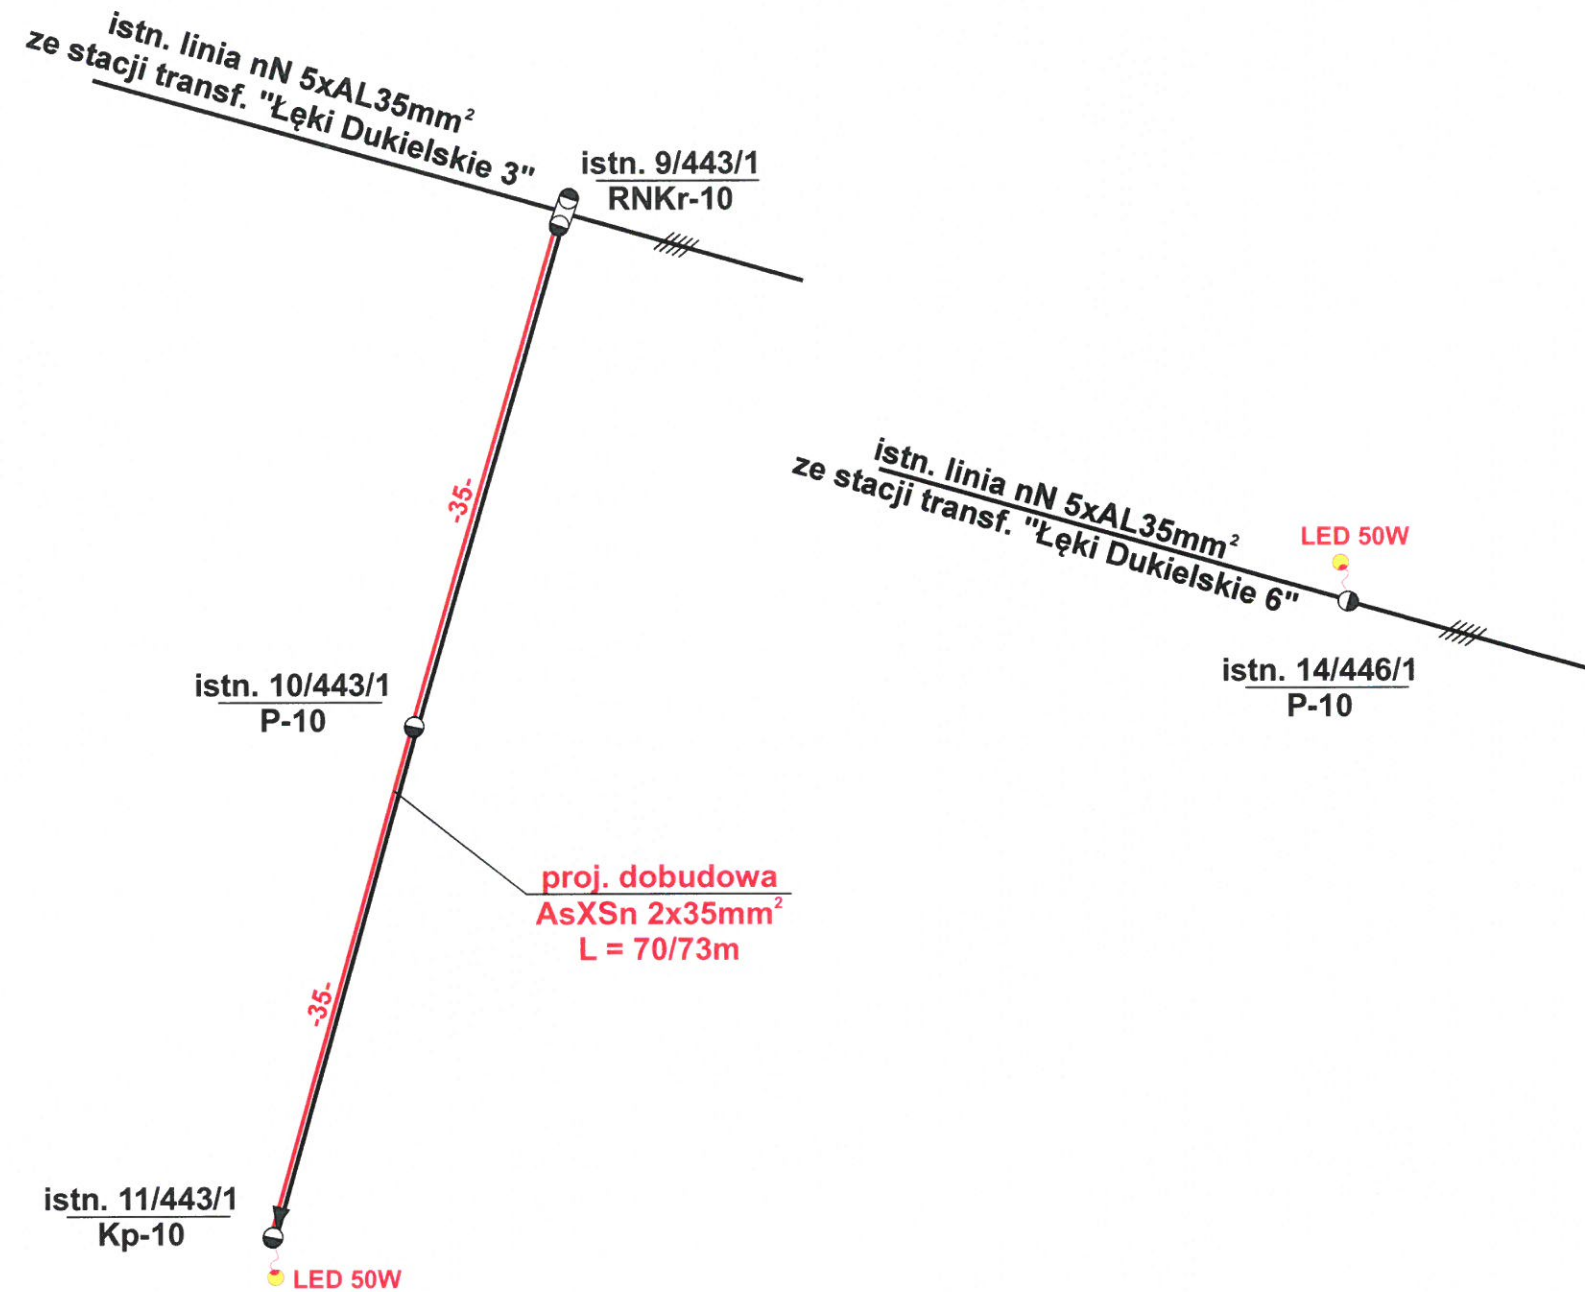 istn. linia nN 5xAL35mm²
ze stacji transf. "Łęki Dukielskie 3"
istn. 9/443/1
RNKr-10
-35-
istn. linia nN 5xAL35mm²
ze stacji transf. "Łęki Dukielskie 6"
LED 50W
istn. 14/446/1
P-10
istn. 10/443/1
P-10
proj. dobudowa
AsXSn 2x35mm²
L = 70/73m
-35-
istn. 11/443/1
Kp-10
LED 50W